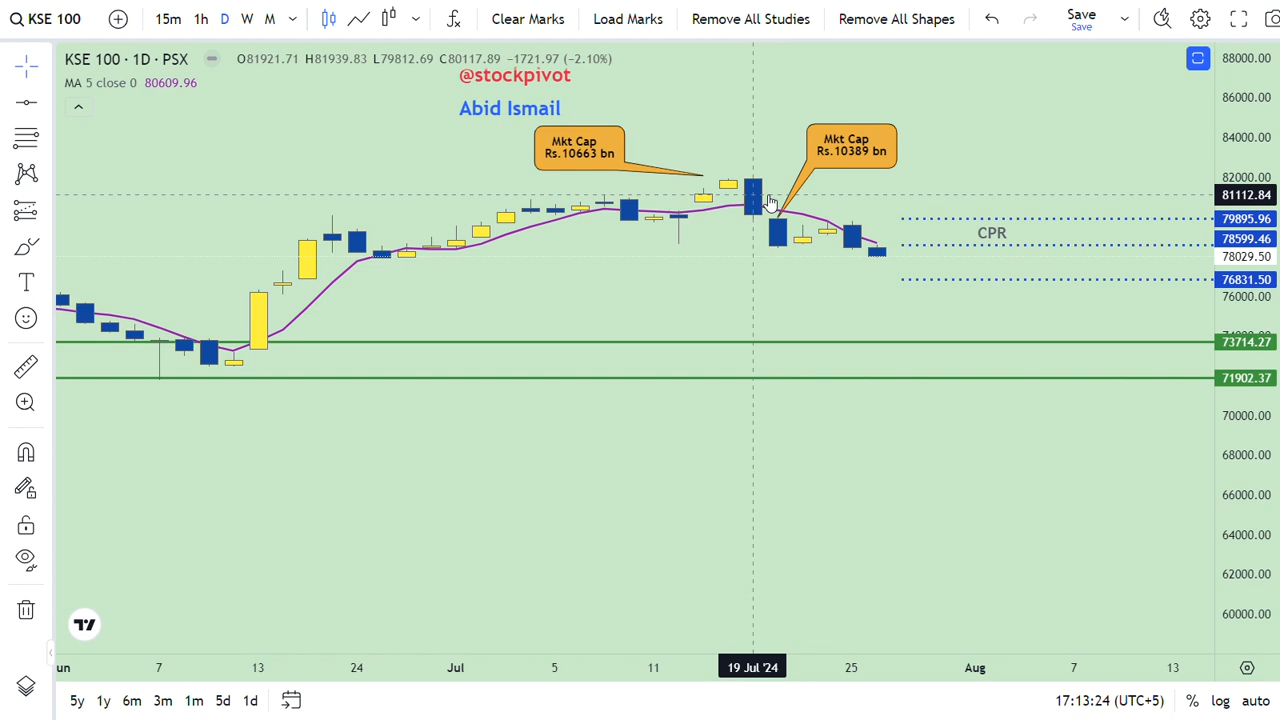 KSE 100 15m 1h D W M Clear Marks Load Marks Remove All Studies Remove All Shapes Save
Save
KSE 100 · 1D · PSX O81921.71 H81939.83 L79812.69 C80117.89 −1721.97 (−2.10%)
MA 5 close 0 80609.96
@stockpivot
Abid Ismail
Mkt Cap
Rs.10663 bn
Mkt Cap
Rs.10389 bn
CPR
88000.00
86000.00
84000.00
82000.00
81112.84
79895.96
78599.46
78029.50
76831.50
76000.00
73714.27
71902.37
70000.00
68000.00
66000.00
64000.00
62000.00
60000.00
un 7 13 24 Jul 5 11 19 Jul '24 25 Aug 7 13
5y 1y 6m 3m 1m 5d 1d 17:13:24 (UTC+5) % log auto